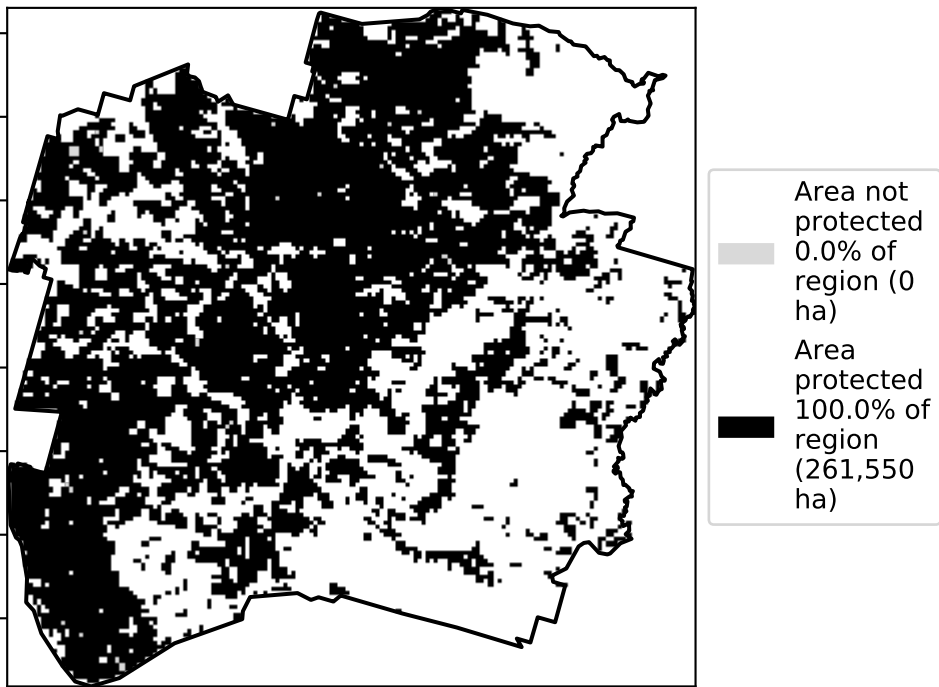 Area not
protected
0.0% of
region (0
ha)
Area
protected
100.0% of
region
(261,550
ha)